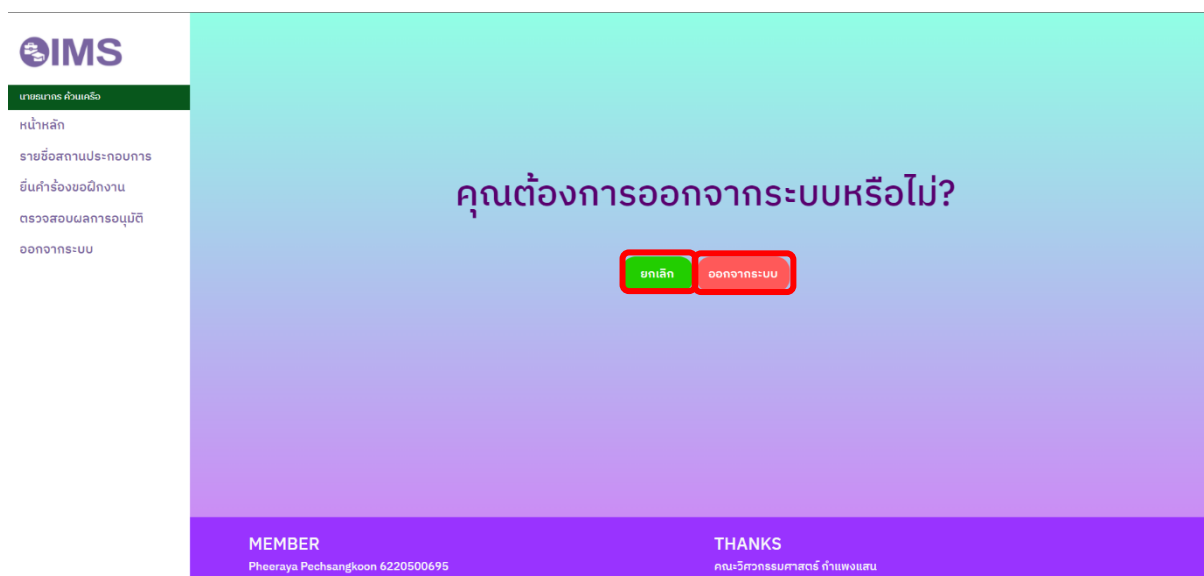 IMS
นายธนากร ค้วนเครือ
หน้าหลัก
รายชื่อสถานประกอบการ
ยื่นคำร้องขอฝึกงาน
ตรวจสอบผลการอนุมัติ
ออกจากระบบ
คุณต้องการออกจากระบบหรือไม่?
ยกเลิก
ออกจากระบบ
MEMBER
Pheeraya Pechsangkoon 6220500695
THANKS
คณะวิศวกรรมศาสตร์ กำแพงแสน